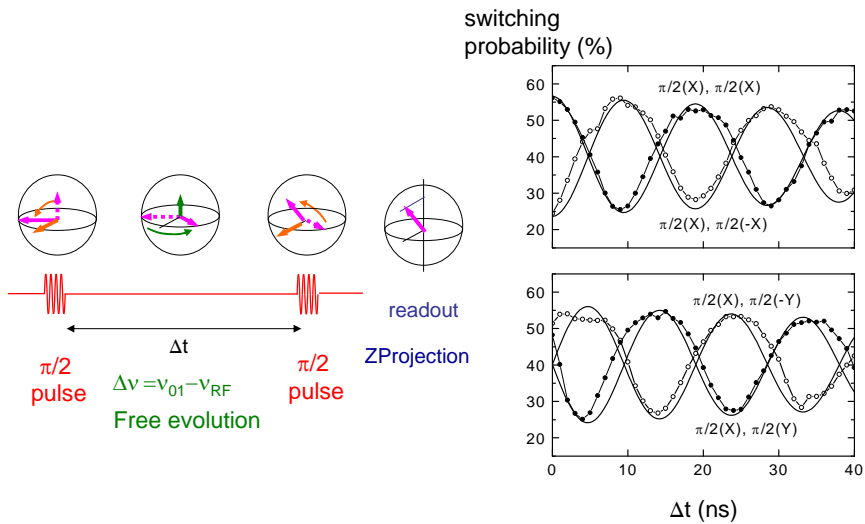 switching
probability (%)
π/2(X), π/2(X)
π/2(X), π/2(-X)
60
50
40
30
20
π/2(X), π/2(-Y)
π/2(X), π/2(Y)
60
50
40
30
20
0 10 20 30 40
Δt (ns)
Δt
π/2
pulse
Δν =ν01−νRF
Free evolution
π/2
pulse
readout
ZProjection